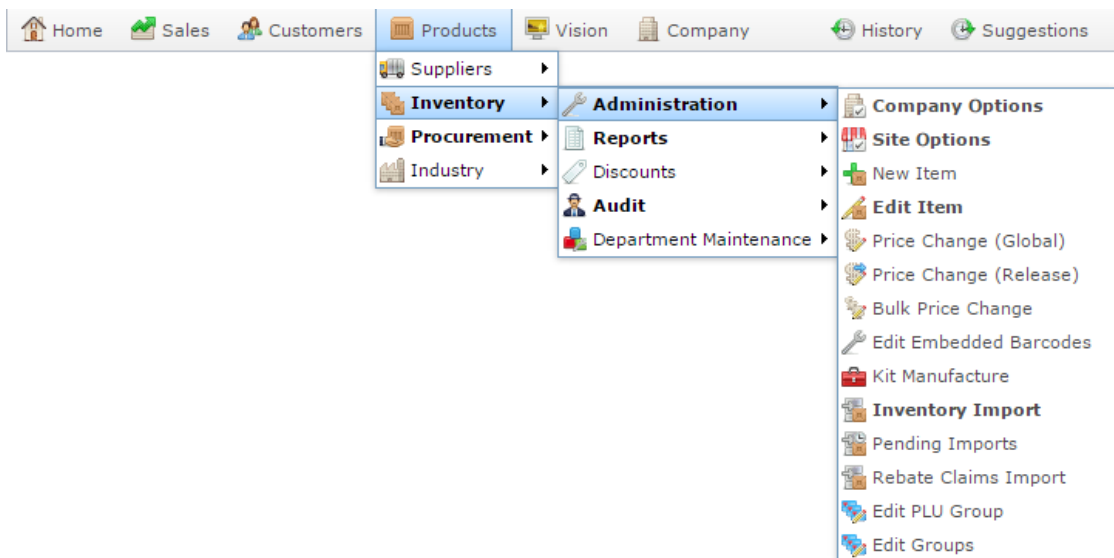 Home Sales Customers Products Vision Company History Suggestions
Suppliers
Inventory
Procurement
Industry
Administration
Reports
Discounts
Audit
Department Maintenance
Company Options
Site Options
New Item
Edit Item
Price Change (Global)
Price Change (Release)
Bulk Price Change
Edit Embedded Barcodes
Kit Manufacture
Inventory Import
Pending Imports
Rebate Claims Import
Edit PLU Group
Edit Groups